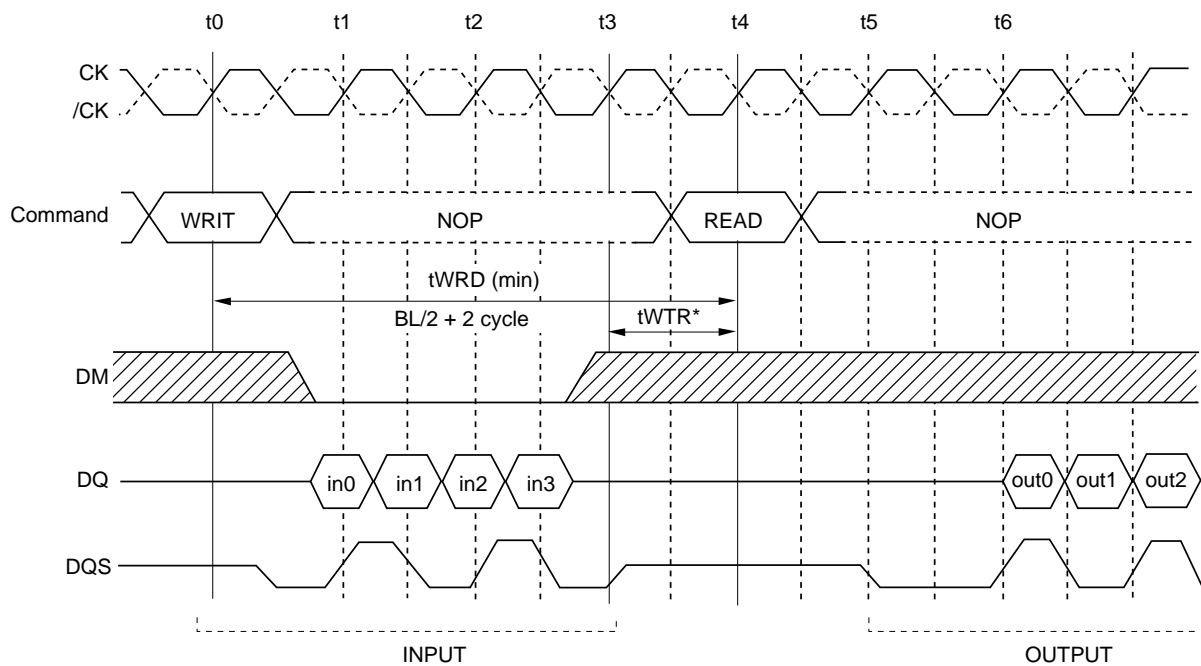 t0 t1 t2 t3 t4 t5 t6
CK
/CK
Command WRIT NOP READ NOP
tWRD (min)
BL/2 + 2 cycle tWTR*
DM
DQ in0 in1 in2 in3 out0 out1 out2
DQS
INPUT OUTPUT